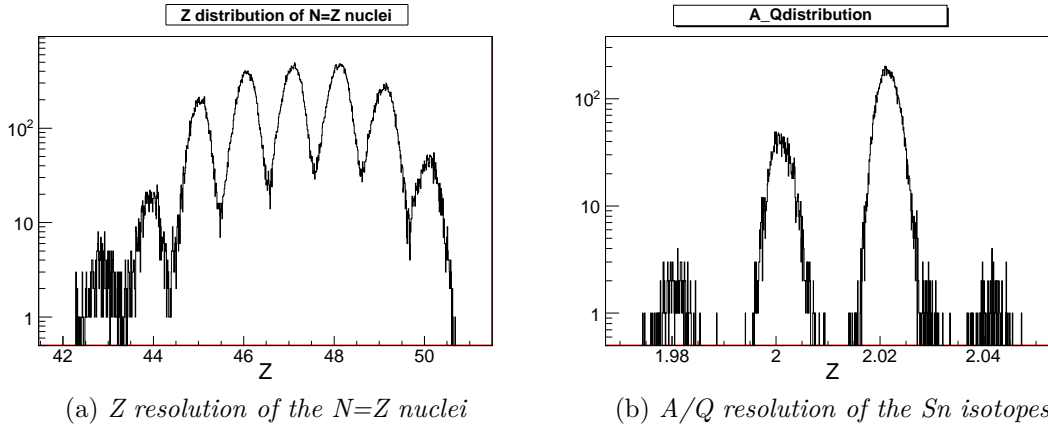 Z distribution of N=Z nuclei
10²
10
1
42 44 46 48 50
Z
(a) Z resolution of the N=Z nuclei
A_Qdistribution
10²
10
1
1.98 2 2.02 2.04
Z
(b) A/Q resolution of the Sn isotopes